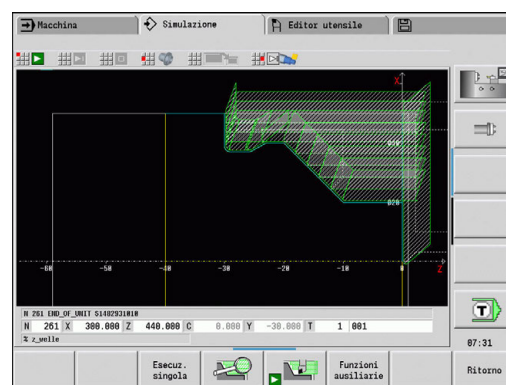 Macchina
Simulazione
Editor utensile
X
Z
-60
-50
-40
-30
-20
-10
0
N 261 END_OF_UNIT 51402931010
N 261 X 300.000 Z 440.000 C 0.000 Y -30.000 T 1 001
% z_welle
T
07:31
Esecuz. singola
Funzioni ausiliarie
Ritorno